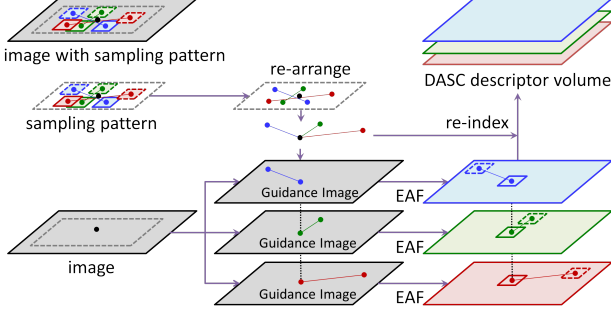 image with sampling pattern
re-arrange
DASC descriptor volume
sampling pattern
re-index
Guidance Image
EAF
Guidance Image
EAF
image
Guidance Image
EAF